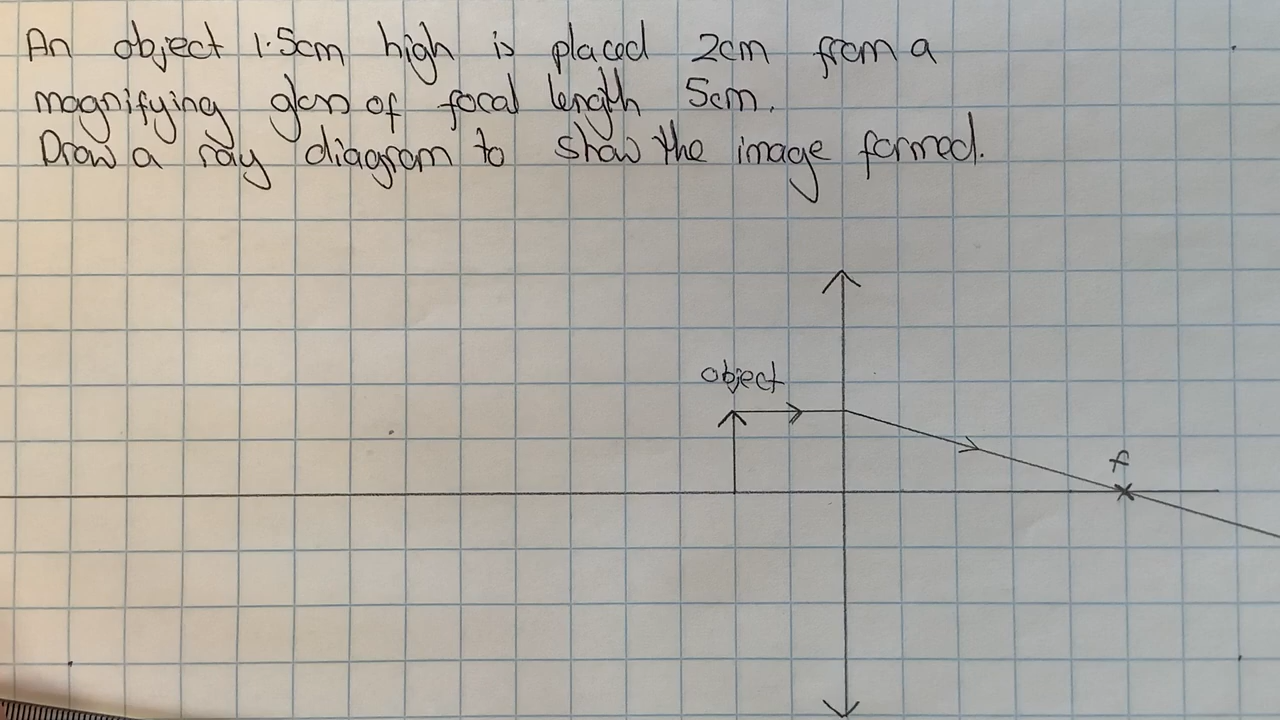 An object 1.5cm high is placed 2cm from a
magnifying glass of focal length 5cm.
Draw a ray diagram to show the image formed.
object
f